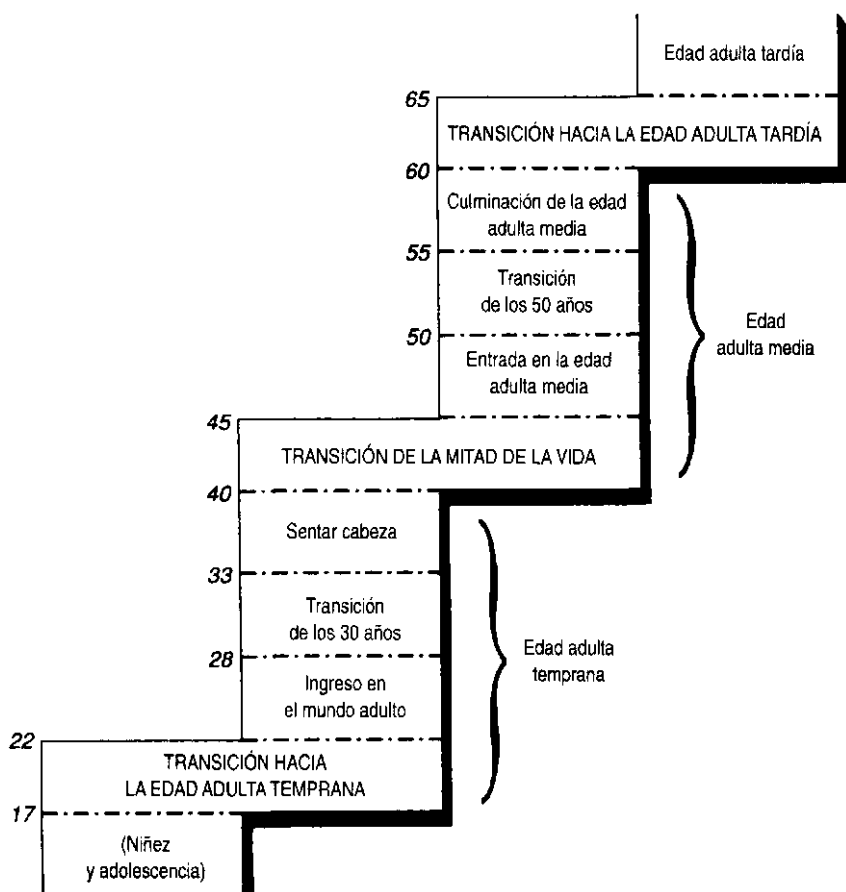 Edad adulta tardía
65
TRANSICIÓN HACIA LA EDAD ADULTA TARDÍA
60
Culminación de la edad
adulta media
55
Transición
de los 50 años
50
Entrada en la edad
adulta media
Edad
adulta media
45
TRANSICIÓN DE LA MITAD DE LA VIDA
40
Sentar cabeza
33
Transición
de los 30 años
28
Ingreso en
el mundo adulto
Edad adulta
temprana
22
TRANSICIÓN HACIA
LA EDAD ADULTA TEMPRANA
17
(Niñez
y adolescencia)